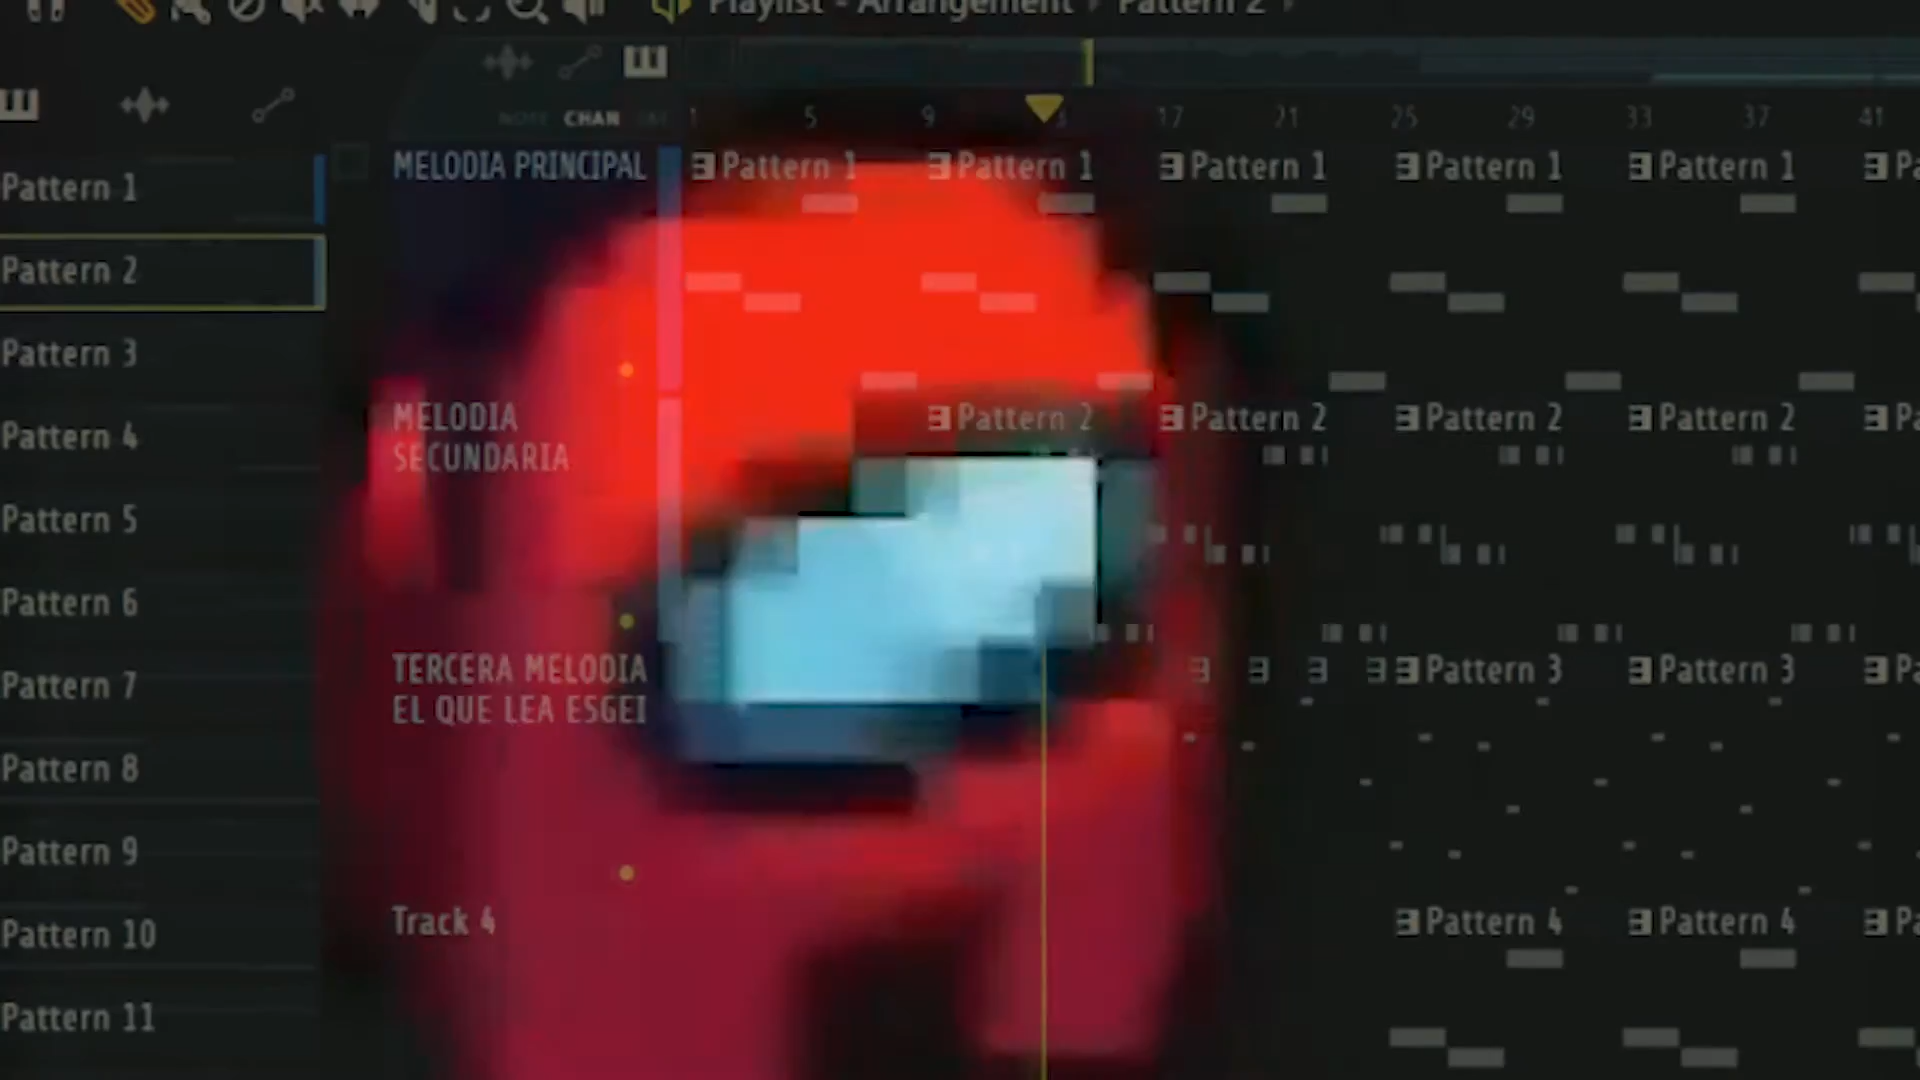 Playlist - Arrangement › Pattern 2 ›
CHAN
1 5 9 17 21 25 29 33 37 41
MELODIA PRINCIPAL
Pattern 1 Pattern 1 Pattern 1 Pattern 1 Pattern 1
MELODIA
SECUNDARIA
Pattern 2 Pattern 2 Pattern 2 Pattern 2
TERCERA MELODIA
EL QUE LEA ESGEI
Pattern 3 Pattern 3
Track 4
Pattern 4 Pattern 4
Pattern 1
Pattern 2
Pattern 3
Pattern 4
Pattern 5
Pattern 6
Pattern 7
Pattern 8
Pattern 9
Pattern 10
Pattern 11